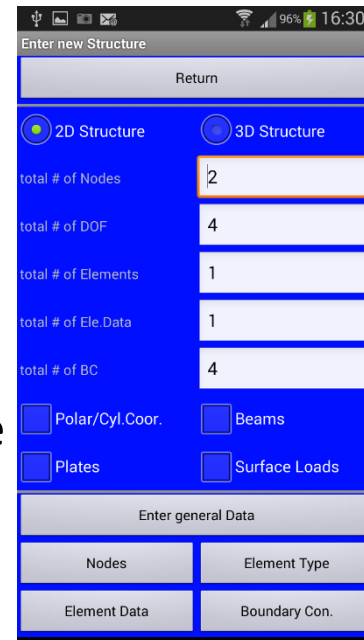 96% 16:30
Enter new Structure
Return
2D Structure 3D Structure
total # of Nodes 2
total # of DOF 4
total # of Elements 1
total # of Ele.Data 1
total # of BC 4
e
Polar/Cyl.Coor. Beams
Plates Surface Loads
Enter general Data
Nodes Element Type
Element Data Boundary Con.